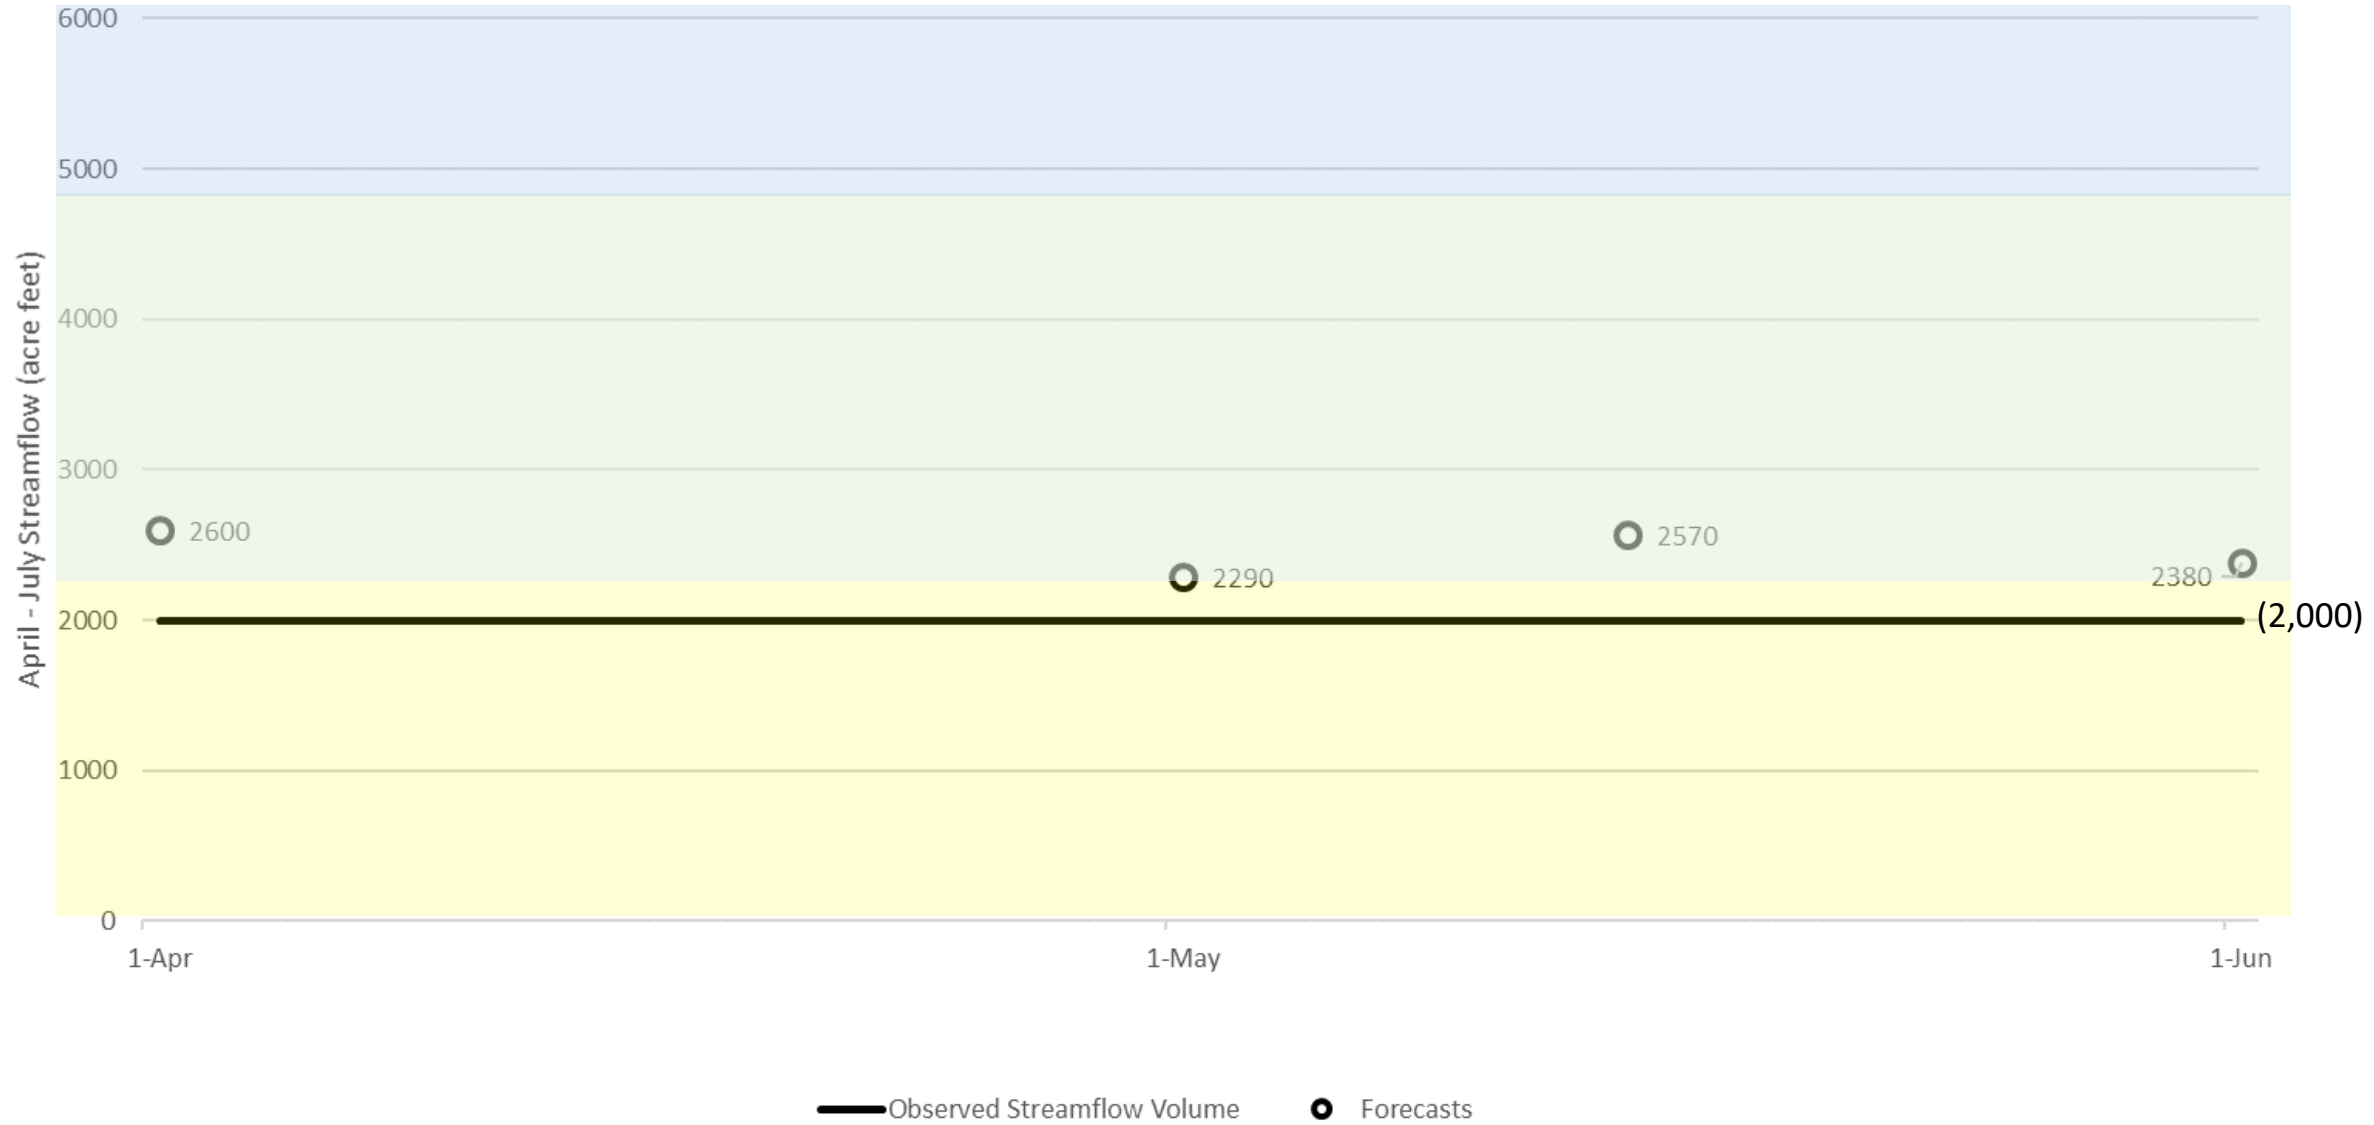 6000
5000
4000
3000
2000
1000
0
April - July Streamflow (acre feet)
2600
2290
2570
2380
(2,000)
1-Apr
1-May
1-Jun
Observed Streamflow Volume
Forecasts